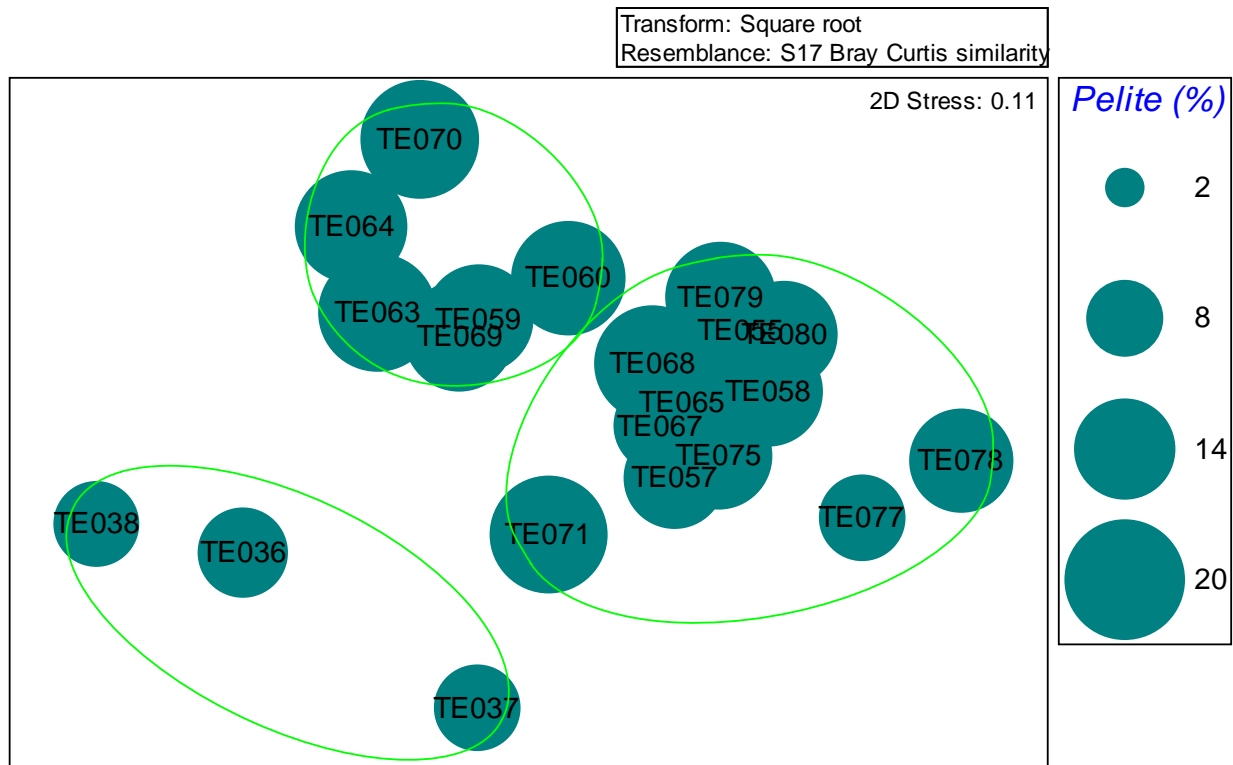 Transform: Square root
Resemblance: S17 Bray Curtis similarity
2D Stress: 0.11
Pelite (%)
2
8
14
20
TE070
TE064
TE060
TE063
TE059
TE069
TE079
TE055
TE080
TE068
TE058
TE065
TE067
TE075
TE057
TE078
TE077
TE071
TE038
TE036
TE037